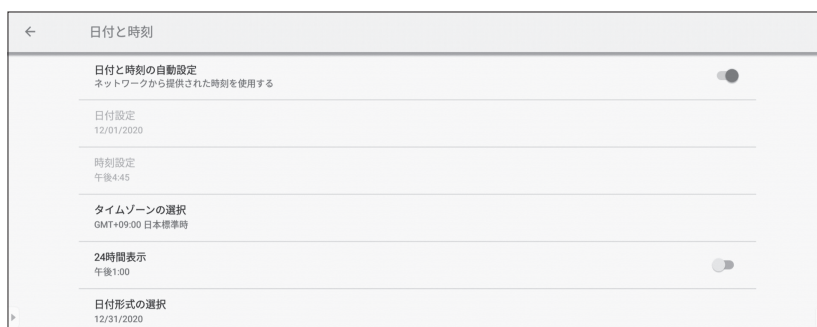 日付と時刻
日付と時刻の自動設定
ネットワークから提供された時刻を使用する
日付設定
12/01/2020
時刻設定
午後4:45
タイムゾーンの選択
GMT+09:00 日本標準時
24時間表示
午後1:00
日付形式の選択
12/31/2020